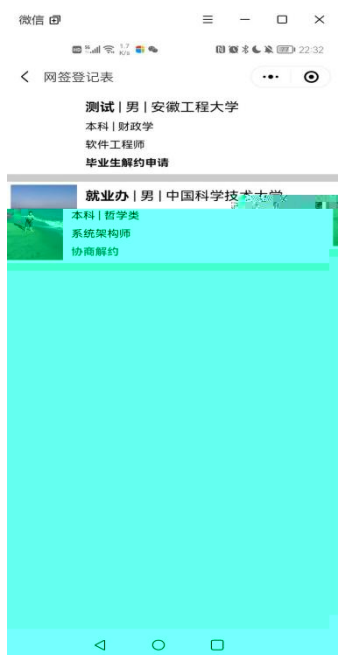 微信
22:32
网签登记表
测试 | 男 | 安徽工程大学
本科 | 财政学
软件工程师
毕业生解约申请
就业办 | 男 | 中国科学技术大学
本科 | 哲学类
系统架构师
协商解约